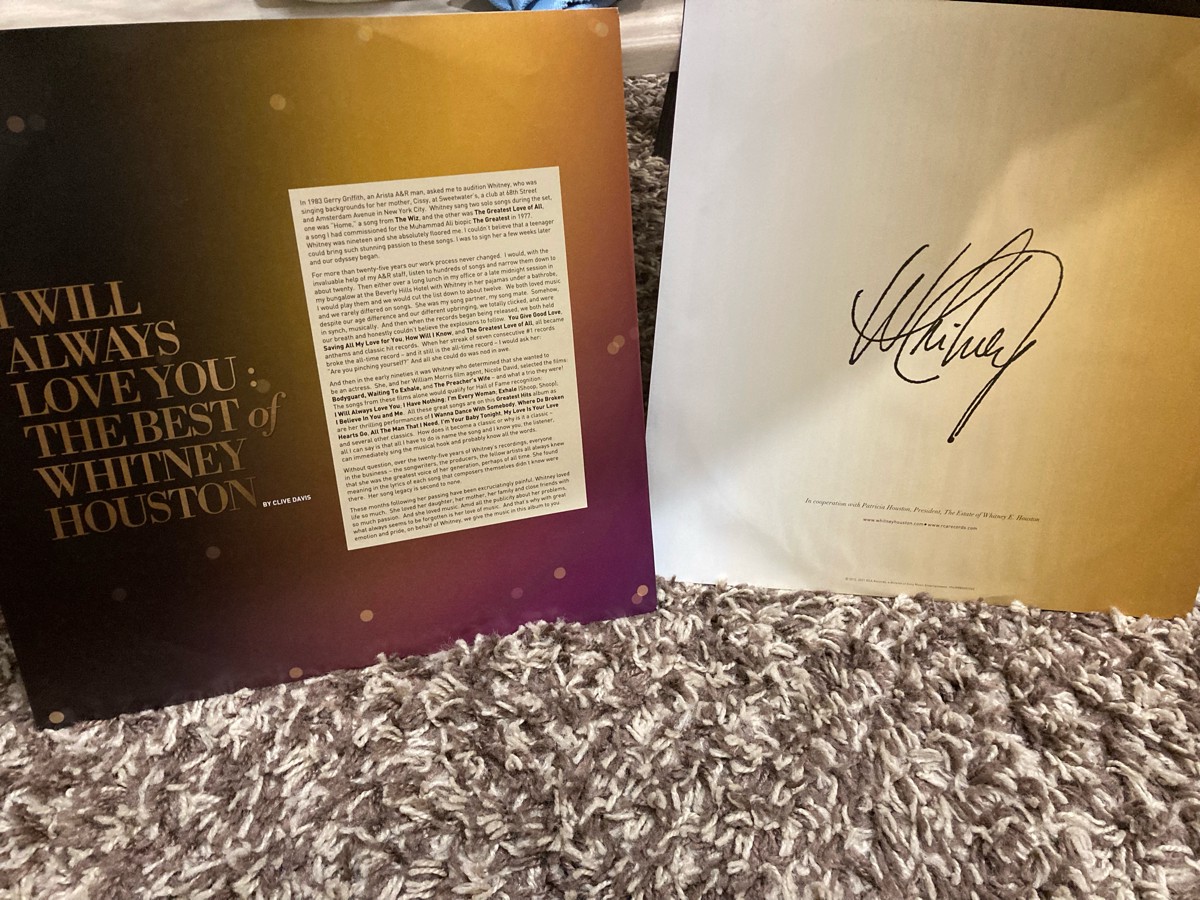 I WILL
ALWAYS
LOVE YOU :
THE BEST of
WHITNEY
HOUSTON
BY CLIVE DAVIS
In 1983 Gerry Griffith, an Arista A&R man, asked me to audition Whitney, who was
singing backgrounds for her mother, Cissy, at Sweetwater's, a club at 68th Street
and Amsterdam Avenue in New York City. Whitney sang two solo songs during the set,
one was "Home," a song from The Wiz, and the other was The Greatest Love of All,
a song I had commissioned for the Muhammad Ali biopic The Greatest in 1977.
Whitney was nineteen and she absolutely floored me. I couldn't believe that a teenager
could bring such stunning passion to these songs. I was to sign her a few weeks later
and our odyssey began.
For more than twenty-five years our work process never changed. I would, with the
invaluable help of my A&R staff, listen to hundreds of songs and narrow them down to
about twenty. Then either over a long lunch in my office or a late midnight session in
my bungalow at the Beverly Hills Hotel with Whitney in her pajamas under a bathrobe,
I would play them and we would cut the list down to about twelve. We both loved music
and we rarely differed on songs. She was my song partner, my song mate. Somehow,
despite our age difference and our different upbringing, we totally clicked, and were
in synch, musically. And then when the records began being released, we both held
our breath and honestly couldn't believe the explosions to follow. You Give Good Love,
Saving All My Love for You, How Will I Know, and The Greatest Love of All, all became
anthems and classic hit records. When her streak of seven consecutive #1 records
broke the all-time record – and it still is the all-time record – I would ask her:
"Are you pinching yourself?" And all she could do was nod in awe.
And then in the early nineties it was Whitney who determined that she wanted to
be an actress. She, and her William Morris film agent, Nicole David, selected the films:
Bodyguard, Waiting To Exhale, and The Preacher's Wife – and what a trio they were!
The songs from these films alone would qualify for Hall of Fame recognition:
I Will Always Love You, I Have Nothing, I'm Every Woman, Exhale (Shoop, Shoop),
I Believe In You and Me. All these great songs are on this Greatest Hits album as
are her thrilling performances of I Wanna Dance With Somebody, Where Do Broken
Hearts Go, All The Man That I Need, I'm Your Baby Tonight, My Love Is Your Love
and several other classics. How does it become a classic or why is it a classic –
all I can say is that all I have to do is name the song and I know you, the listener,
can immediately sing the musical hook and probably know all the words.
Without question, over the twenty-five years of Whitney's recordings, everyone
in the business – the songwriters, the producers, the fellow artists all always knew
that she was the greatest voice of her generation, perhaps of all time. She found
meaning in the lyrics of each song that composers themselves didn't know were
there. Her song legacy is second to none.
These months following her passing have been excruciatingly painful. Whitney loved
life so much. She loved her daughter, her mother, her family and close friends with
so much passion. And she loved music. Amid all the publicity about her problems,
what always seems to be forgotten is her love of music. And that's why with great
emotion and pride, on behalf of Whitney, we give the music in this album to you
Whitney
In cooperation with Patricia Houston, President, The Estate of Whitney E. Houston
www.whitneyhouston.com • www.rcarecords.com